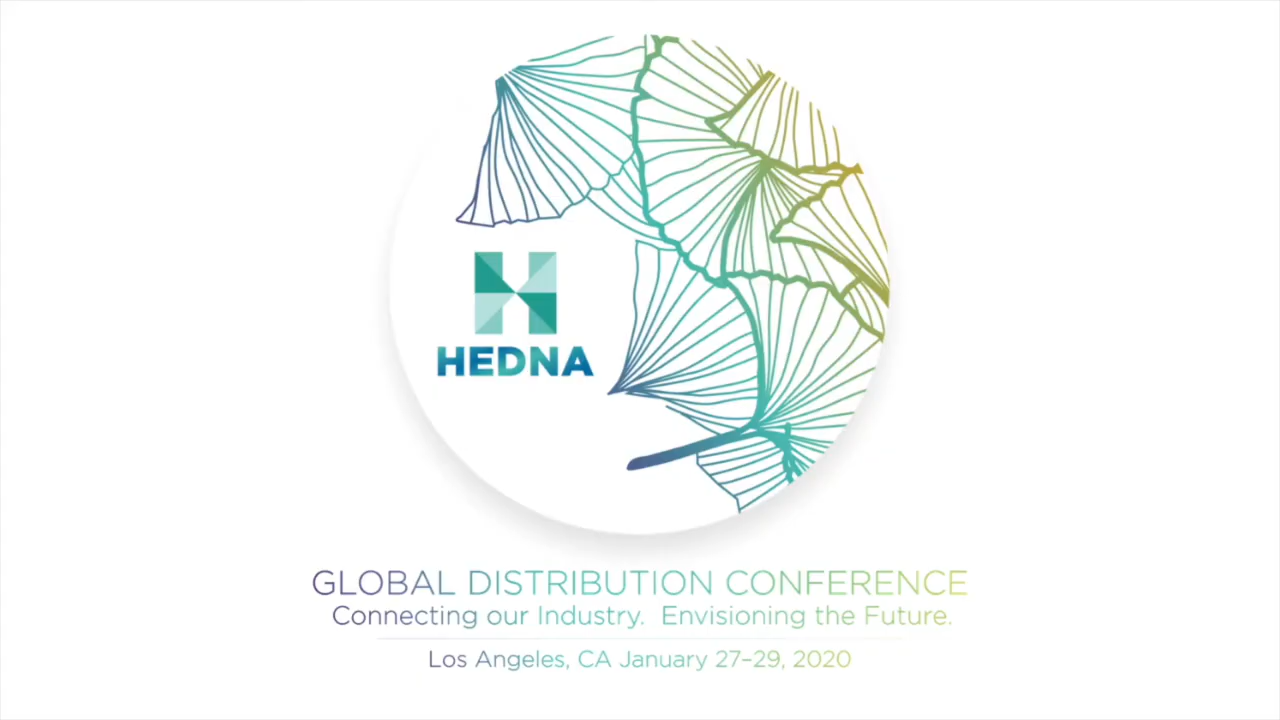 HEDNA
GLOBAL DISTRIBUTION CONFERENCE
Connecting our Industry. Envisioning the Future.
Los Angeles, CA January 27–29, 2020